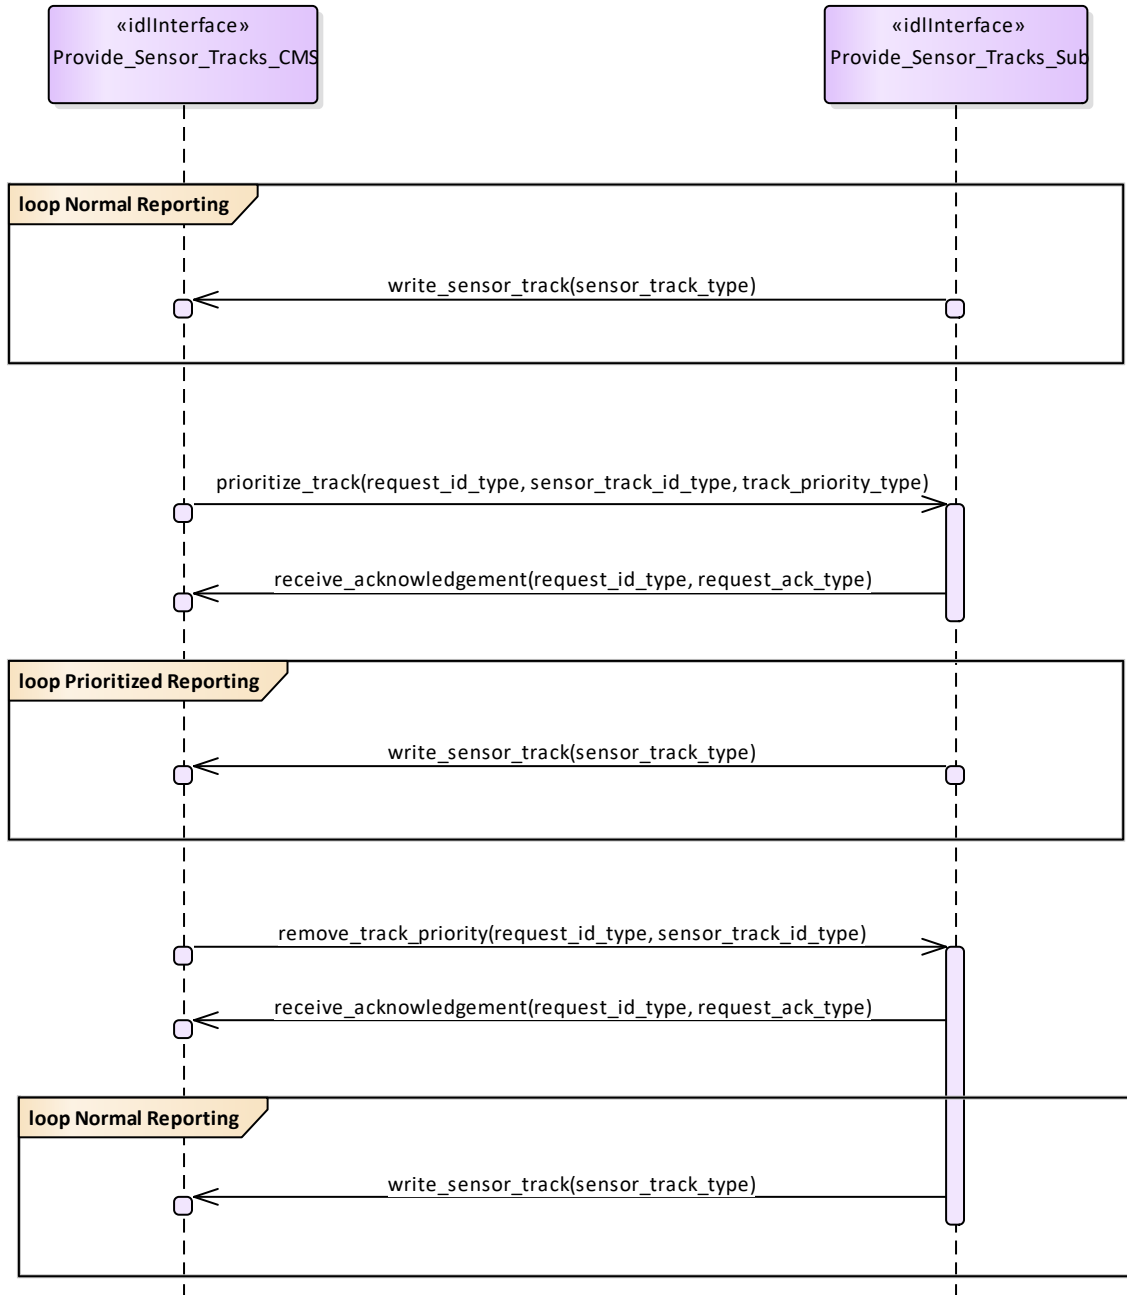 «idlInterface»
Provide_Sensor_Tracks_CMS
«idlInterface»
Provide_Sensor_Tracks_Sub
loop Normal Reporting
write_sensor_track(sensor_track_type)
prioritize_track(request_id_type, sensor_track_id_type, track_priority_type)
receive_acknowledgement(request_id_type, request_ack_type)
loop Prioritized Reporting
write_sensor_track(sensor_track_type)
remove_track_priority(request_id_type, sensor_track_id_type)
receive_acknowledgement(request_id_type, request_ack_type)
loop Normal Reporting
write_sensor_track(sensor_track_type)